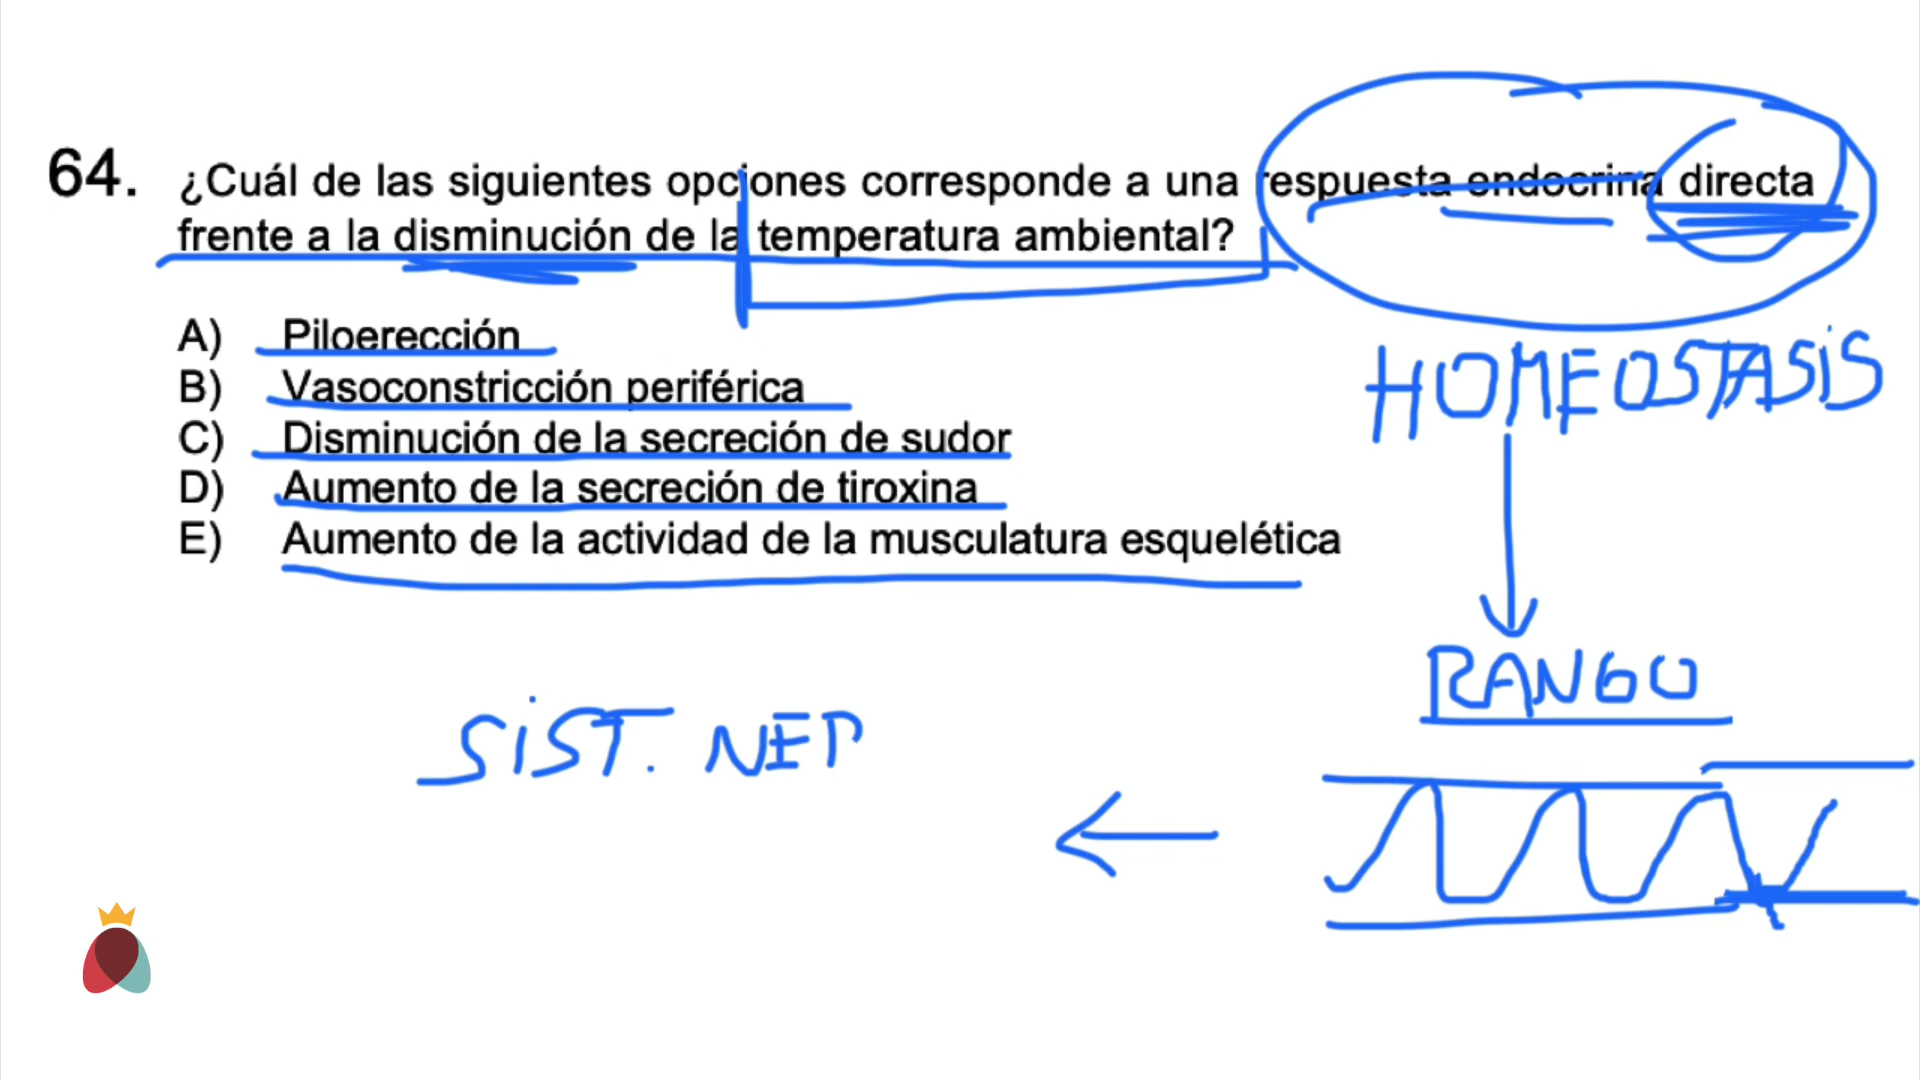 64. ¿Cuál de las siguientes opciones corresponde a una respuesta endocrina directa
frente a la disminución de la temperatura ambiental?
A) Piloerección
B) Vasoconstricción periférica
C) Disminución de la secreción de sudor
D) Aumento de la secreción de tiroxina
E) Aumento de la actividad de la musculatura esquelética
HOMEOSTASIS
RANGO
SIST. NER